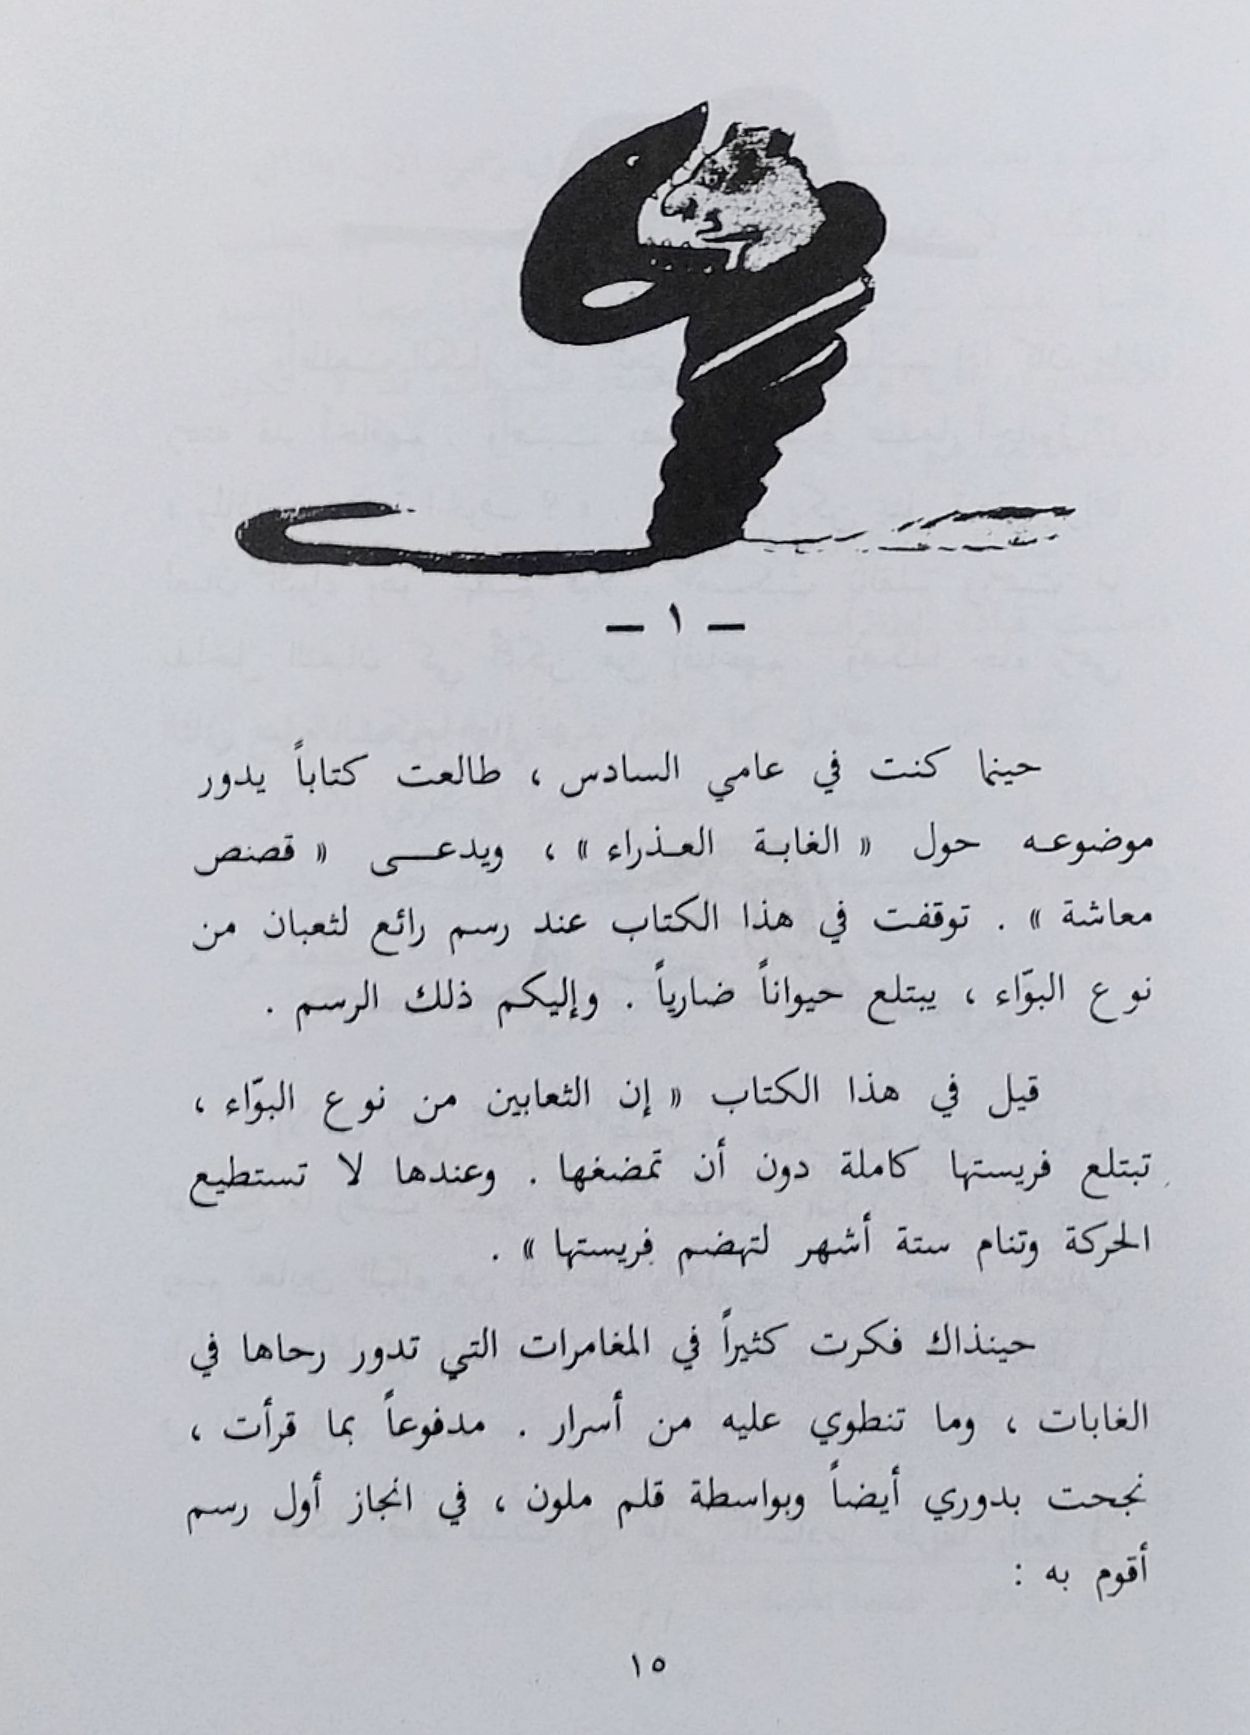 — ١ —
حينما كنت في عامي السادس ، طالعت كتاباً يدور
موضوعه حول « الغابة العذراء » ، ويدعى « قصص
معاشة » . توقفت في هذا الكتاب عند رسم رائع لثعبان من
نوع البوّاء ، يبتلع حيواناً ضارياً . وإليكم ذلك الرسم .
قيل في هذا الكتاب « إن الثعابين من نوع البوّاء ،
تبتلع فريستها كاملة دون أن تمضغها . وعندها لا تستطيع
الحركة وتنام ستة أشهر لتهضم فريستها » .
حينذاك فكرت كثيراً في المغامرات التي تدور رحاها في
الغابات ، وما تنطوي عليه من أسرار . مدفوعاً بما قرأت ،
نجحت بدوري أيضاً وبواسطة قلم ملون ، في انجاز أول رسم
أقوم به :
١٥